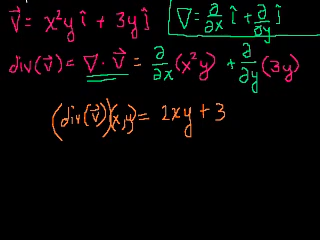 v⃗ = x²y î + 3y ĵ
∇ = ∂/∂x î + ∂/∂y ĵ
div(v⃗) = ∇ · v⃗ = ∂/∂x (x²y) + ∂/∂y (3y)
(div(v⃗))(x,y) = 2xy + 3